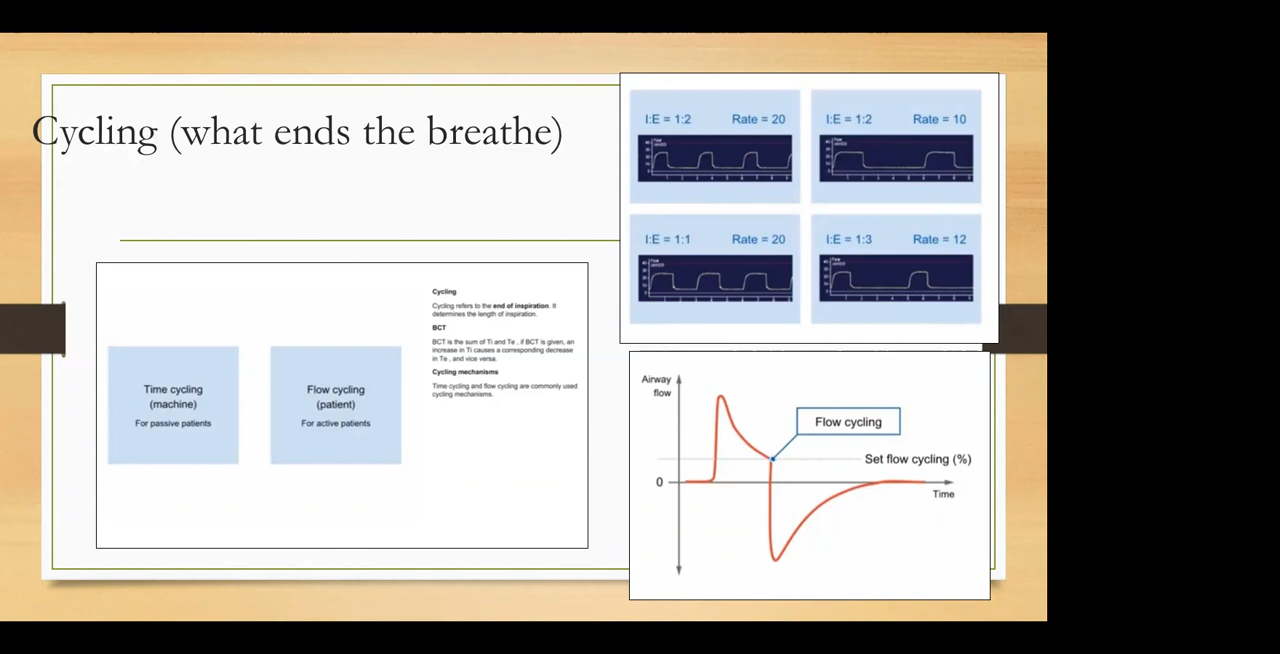 Cycling (what ends the breathe)
Time cycling
(machine)
For passive patients
Flow cycling
(patient)
For active patients
Cycling
Cycling refers to the end of inspiration. It
determines the length of inspiration.
BCT
BCT is the sum of Ti and Te , if BCT is given, an
increase in Ti causes a corresponding decrease
in Te , and vice versa.
Cycling mechanisms
Time cycling and flow cycling are commonly used
cycling mechanisms.
I:E = 1:2 Rate = 20
I:E = 1:2 Rate = 10
I:E = 1:1 Rate = 20
I:E = 1:3 Rate = 12
Airway
flow
Flow cycling
Set flow cycling (%)
0
Time